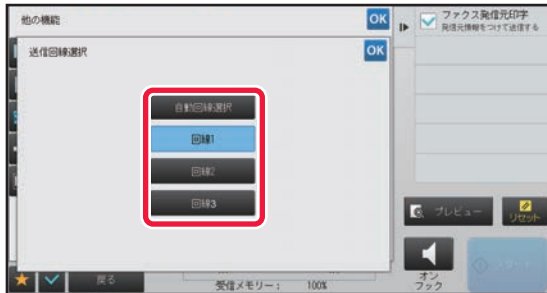 他の機能
OK
ファクス発信元印字
発信元情報をつけて送信する
送信回線選択
OK
自動回線選択
回線1
回線2
回線3
プレビュー
リセット
オン
フック
戻る
受信メモリー： 100%